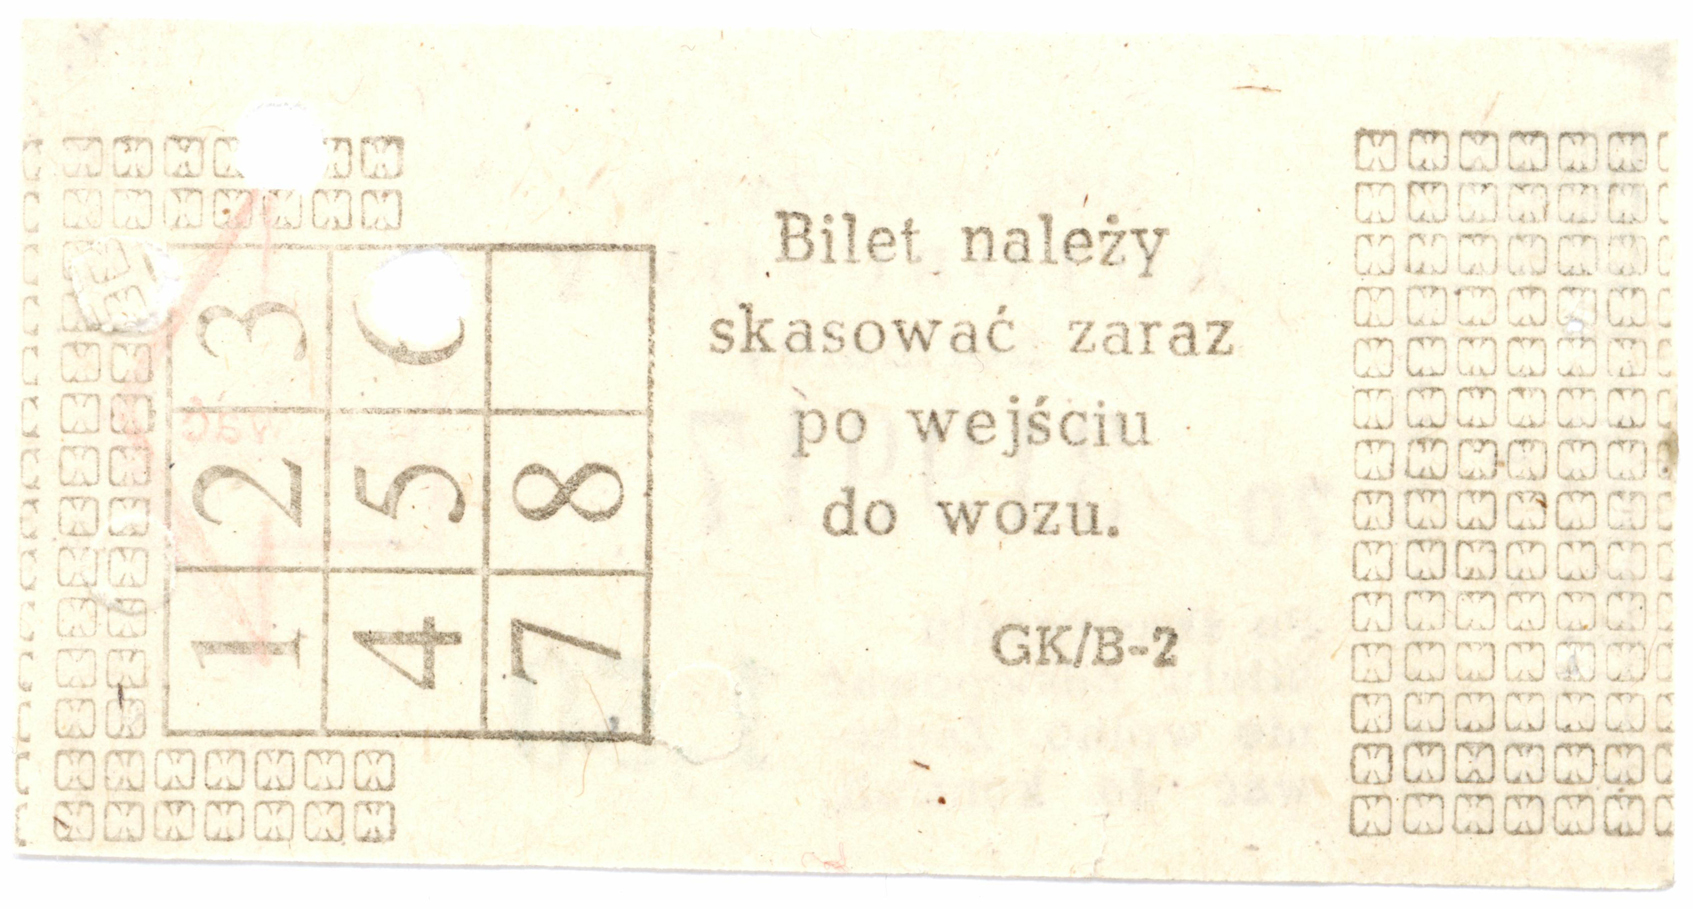 1 2 3
4 5
7 8
Bilet należy
skasować zaraz
po wejściu
do wozu.
GK/B-2